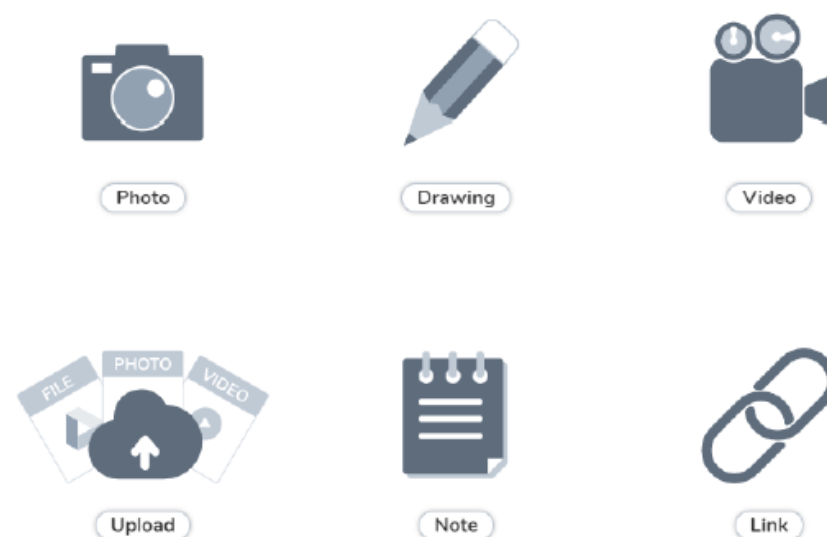 Photo
Drawing
Video
FILE
PHOTO
VIDEO
Upload
Note
Link